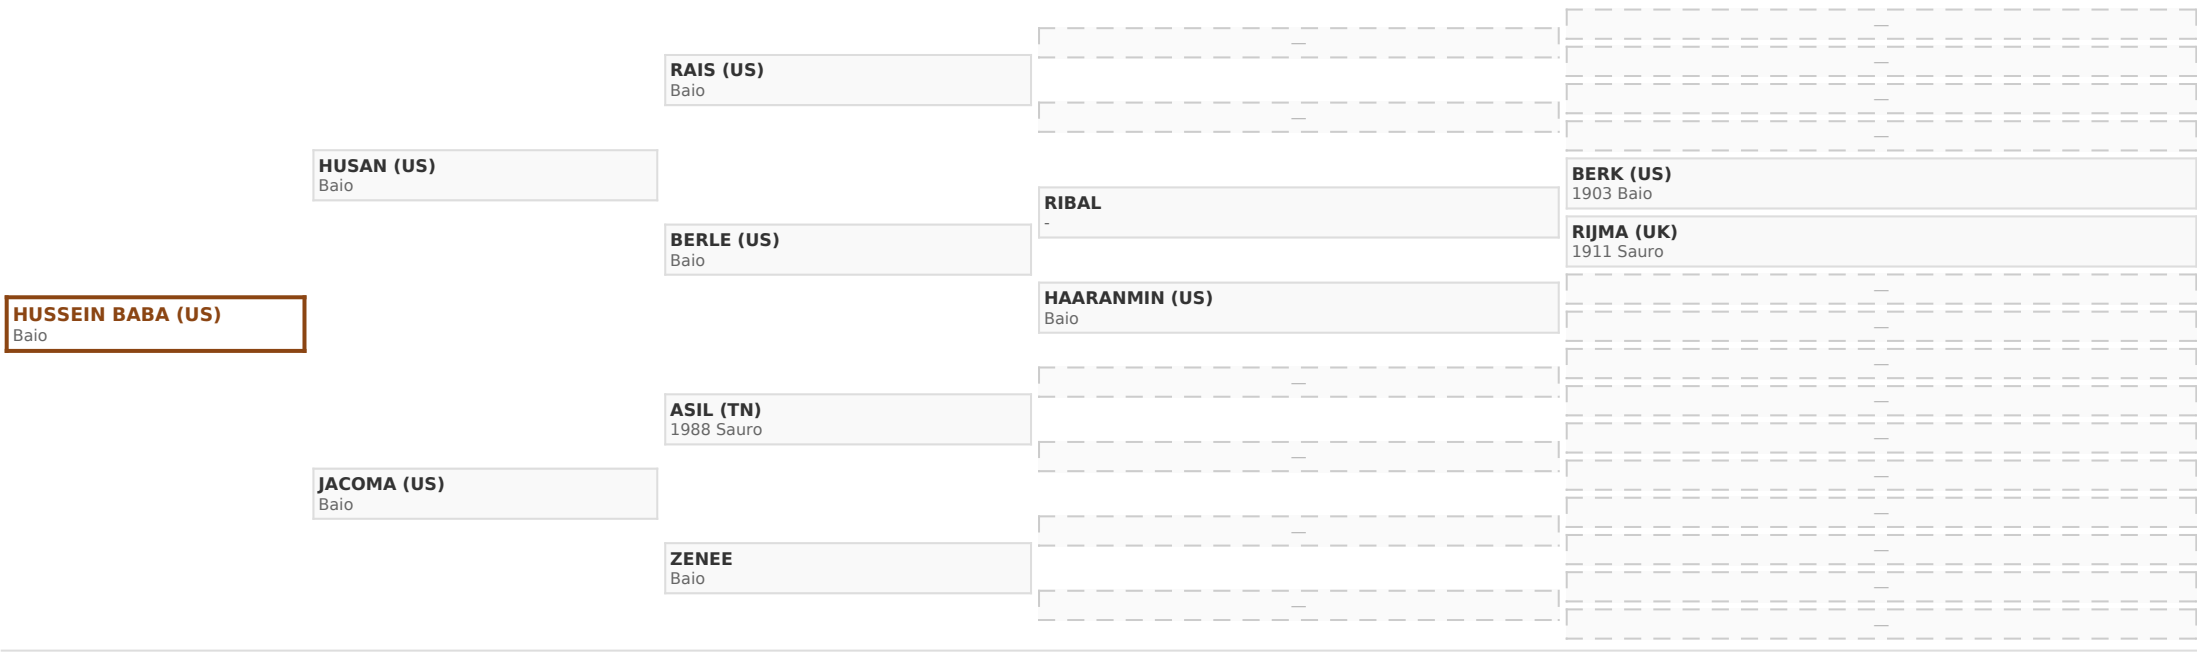 HUSSEIN BABA (US)
Baio
HUSAN (US)
Baio
JACOMA (US)
Baio
RAIS (US)
Baio
BERLE (US)
Baio
ASIL (TN)
1988 Sauro
ZENEE
Baio
—
—
RIBAL
-
HAARANMIN (US)
Baio
—
—
—
—
—
—
—
—
BERK (US)
1903 Baio
RIJMA (UK)
1911 Sauro
—
—
—
—
—
—
—
—
—
—